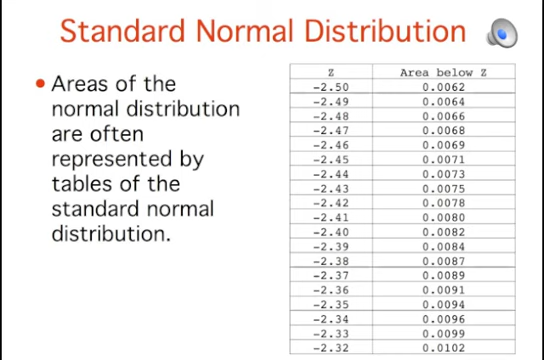 Standard Normal Distribution
• Areas of the
normal distribution
are often
represented by
tables of the
standard normal
distribution.
Z Area below Z
-2.50 0.0062
-2.49 0.0064
-2.48 0.0066
-2.47 0.0068
-2.46 0.0069
-2.45 0.0071
-2.44 0.0073
-2.43 0.0075
-2.42 0.0078
-2.41 0.0080
-2.40 0.0082
-2.39 0.0084
-2.38 0.0087
-2.37 0.0089
-2.36 0.0091
-2.35 0.0094
-2.34 0.0096
-2.33 0.0099
-2.32 0.0102